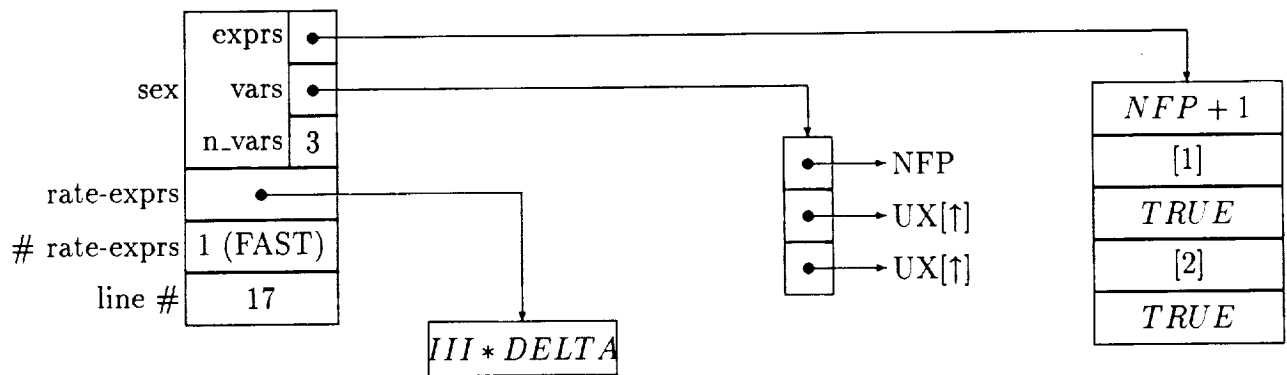 exprs
sex vars
n_vars 3
rate-exprs
# rate-exprs 1 (FAST)
line # 17
III * DELTA
NFP
UX[↑]
UX[↑]
NFP + 1
[1]
TRUE
[2]
TRUE